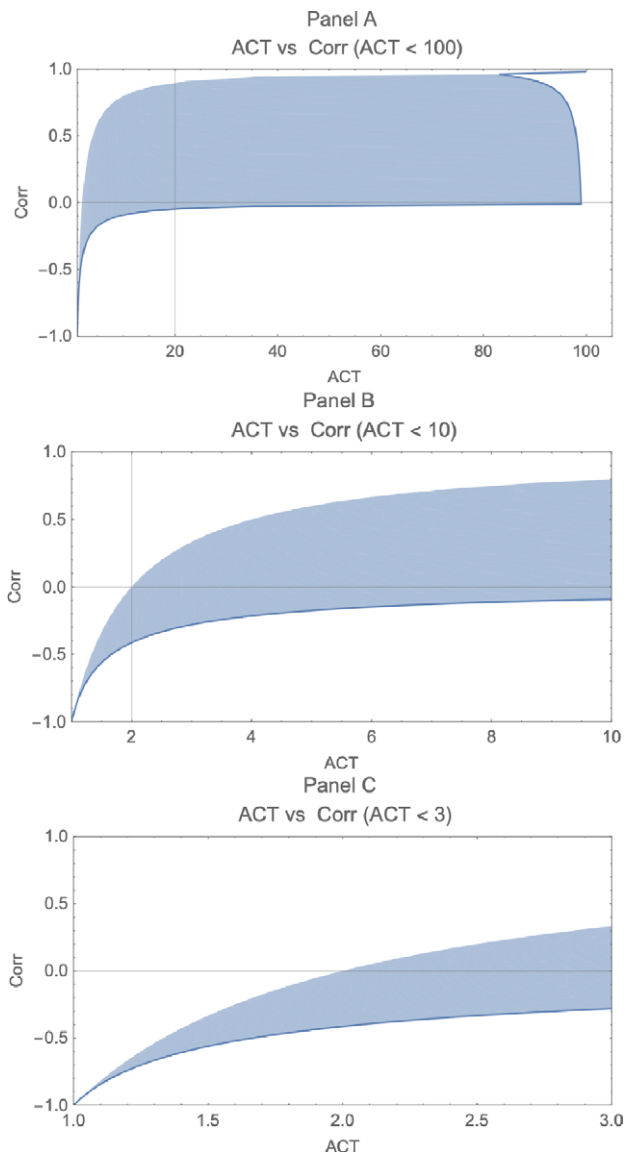 Panel A
ACT vs Corr (ACT < 100)
1.0
0.5
0.0
−0.5
−1.0
Corr
20 40 60 80 100
ACT
Panel B
ACT vs Corr (ACT < 10)
1.0
0.5
0.0
−0.5
−1.0
Corr
2 4 6 8 10
ACT
Panel C
ACT vs Corr (ACT < 3)
1.0
0.5
0.0
−0.5
−1.0
Corr
1.0 1.5 2.0 2.5 3.0
ACT